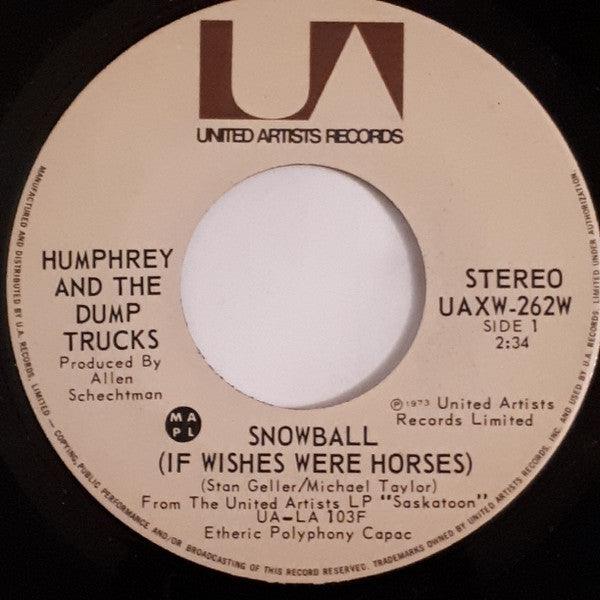 UA
UNITED ARTISTS RECORDS
HUMPHREY
AND THE
DUMP
TRUCKS
Produced By
Allen
Schechtman
STEREO
UAXW-262W
SIDE 1
2:34
℗ 1973 United Artists
Records Limited
M A
P L
SNOWBALL
(IF WISHES WERE HORSES)
(Stan Geller/Michael Taylor)
From The United Artists LP "Saskatoon"
UA-LA 103F
Etheric Polyphony Capac
MANUFACTURED AND DISTRIBUTED BY U.A. RECORDS, LIMITED — COPYING, PUBLIC PERFORMANCE AND/OR BROADCASTING OF THIS RECORD RESERVED. TRADEMARKS OWNED BY UNITED ARTISTS RECORDS, INC. AND USED BY U.A. RECORDS, LIMITED UNDER AUTHORIZATION.